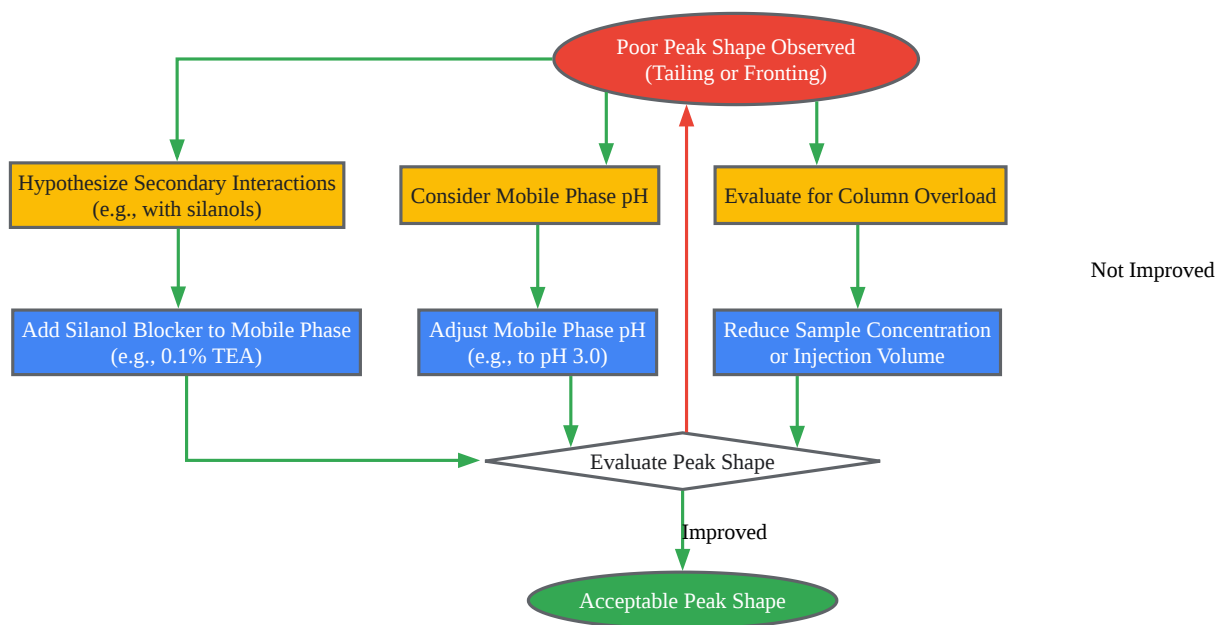 Poor Peak Shape Observed
(Tailing or Fronting)
Hypothesize Secondary Interactions
(e.g., with silanols)
Consider Mobile Phase pH
Evaluate for Column Overload
Not Improved
Add Silanol Blocker to Mobile Phase
(e.g., 0.1% TEA)
Adjust Mobile Phase pH
(e.g., to pH 3.0)
Reduce Sample Concentration
or Injection Volume
Evaluate Peak Shape
Improved
Acceptable Peak Shape